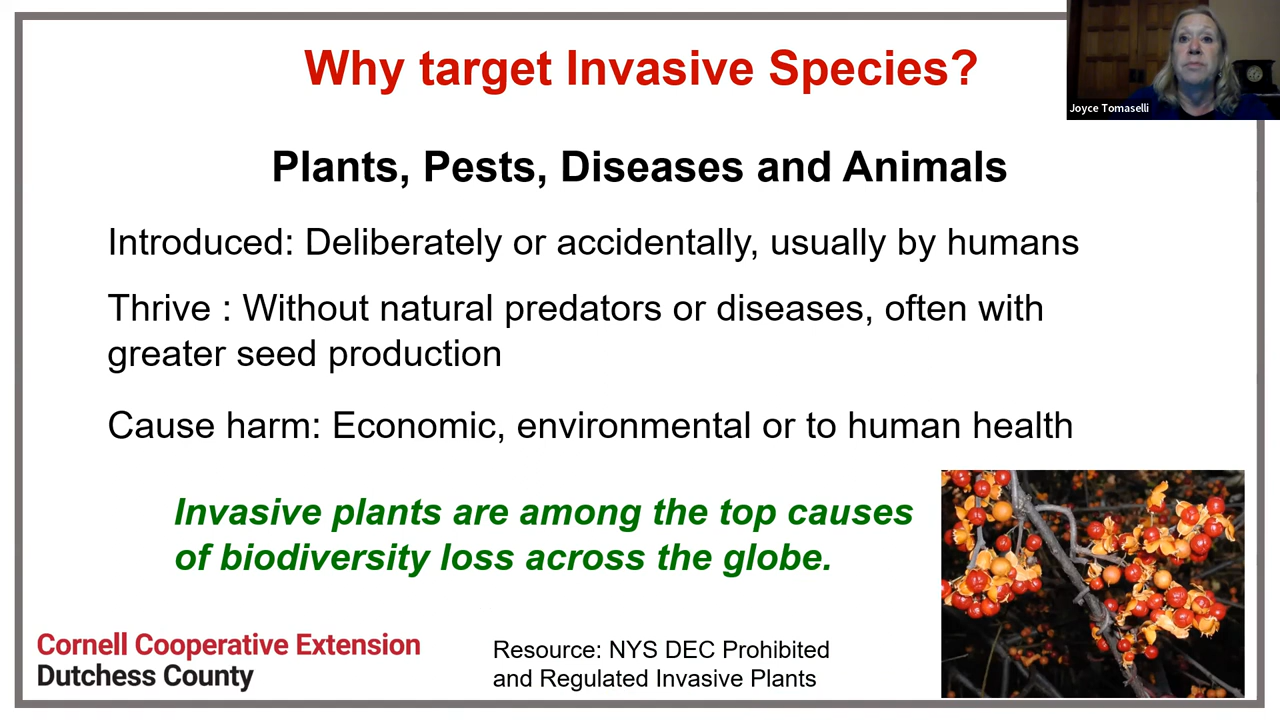 Why target Invasive Species?
Joyce Tomaselli
Plants, Pests, Diseases and Animals
Introduced: Deliberately or accidentally, usually by humans
Thrive : Without natural predators or diseases, often with
greater seed production
Cause harm: Economic, environmental or to human health
Invasive plants are among the top causes
of biodiversity loss across the globe.
Cornell Cooperative Extension
Dutchess County
Resource: NYS DEC Prohibited
and Regulated Invasive Plants